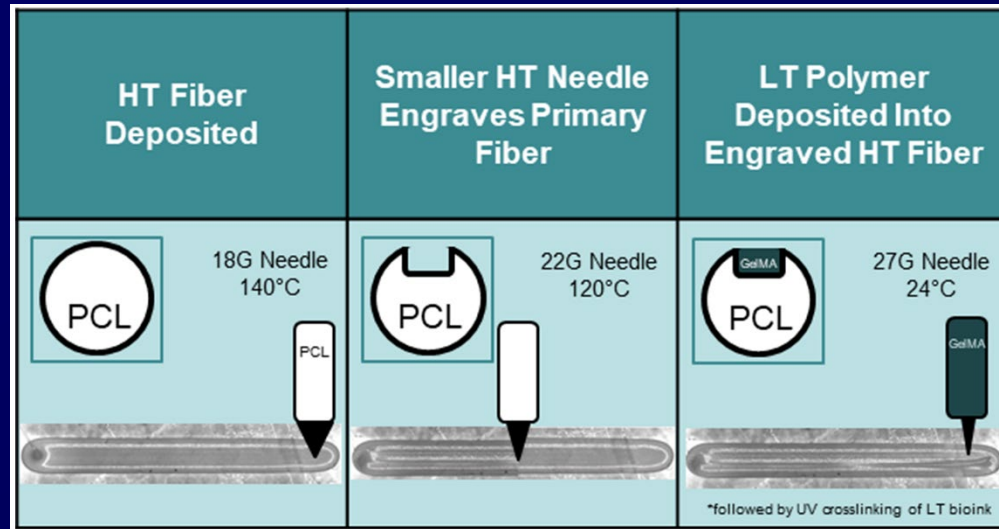 HT Fiber
Deposited
Smaller HT Needle
Engraves Primary
Fiber
LT Polymer
Deposited Into
Engraved HT Fiber
PCL
18G Needle
140°C
PCL
PCL
22G Needle
120°C
GelMA
PCL
27G Needle
24°C
GelMA
*followed by UV crosslinking of LT bioink